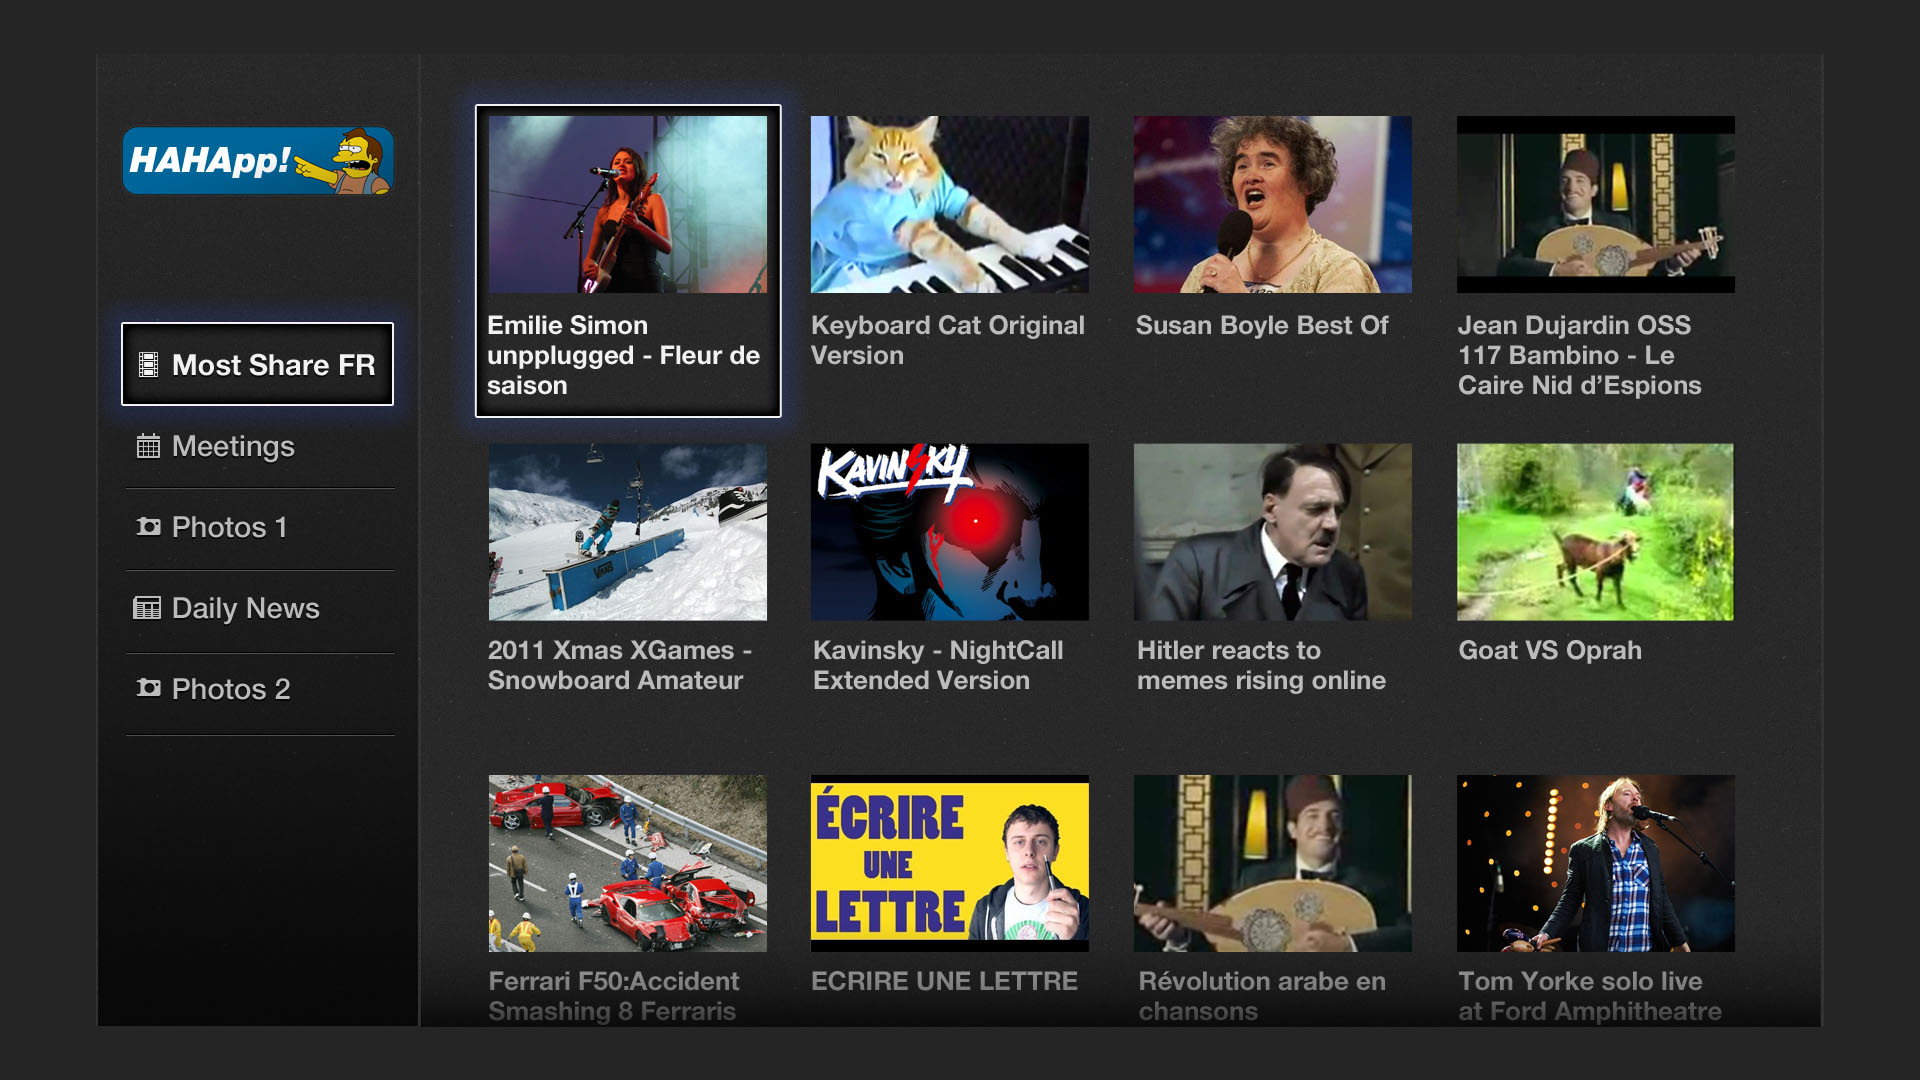 HAHApp!
Most Share FR
Meetings
Photos 1
Daily News
Photos 2
Emilie Simon
unpplugged - Fleur de
saison
Keyboard Cat Original
Version
Susan Boyle Best Of
Jean Dujardin OSS
117 Bambino - Le
Caire Nid d’Espions
VANS
2011 Xmas XGames -
Snowboard Amateur
KAVINSKY
Kavinsky - NightCall
Extended Version
Hitler reacts to
memes rising online
Goat VS Oprah
Ferrari F50:Accident
Smashing 8 Ferraris
ÉCRIRE
UNE
LETTRE
ECRIRE UNE LETTRE
Révolution arabe en
chansons
Tom Yorke solo live
at Ford Amphitheatre